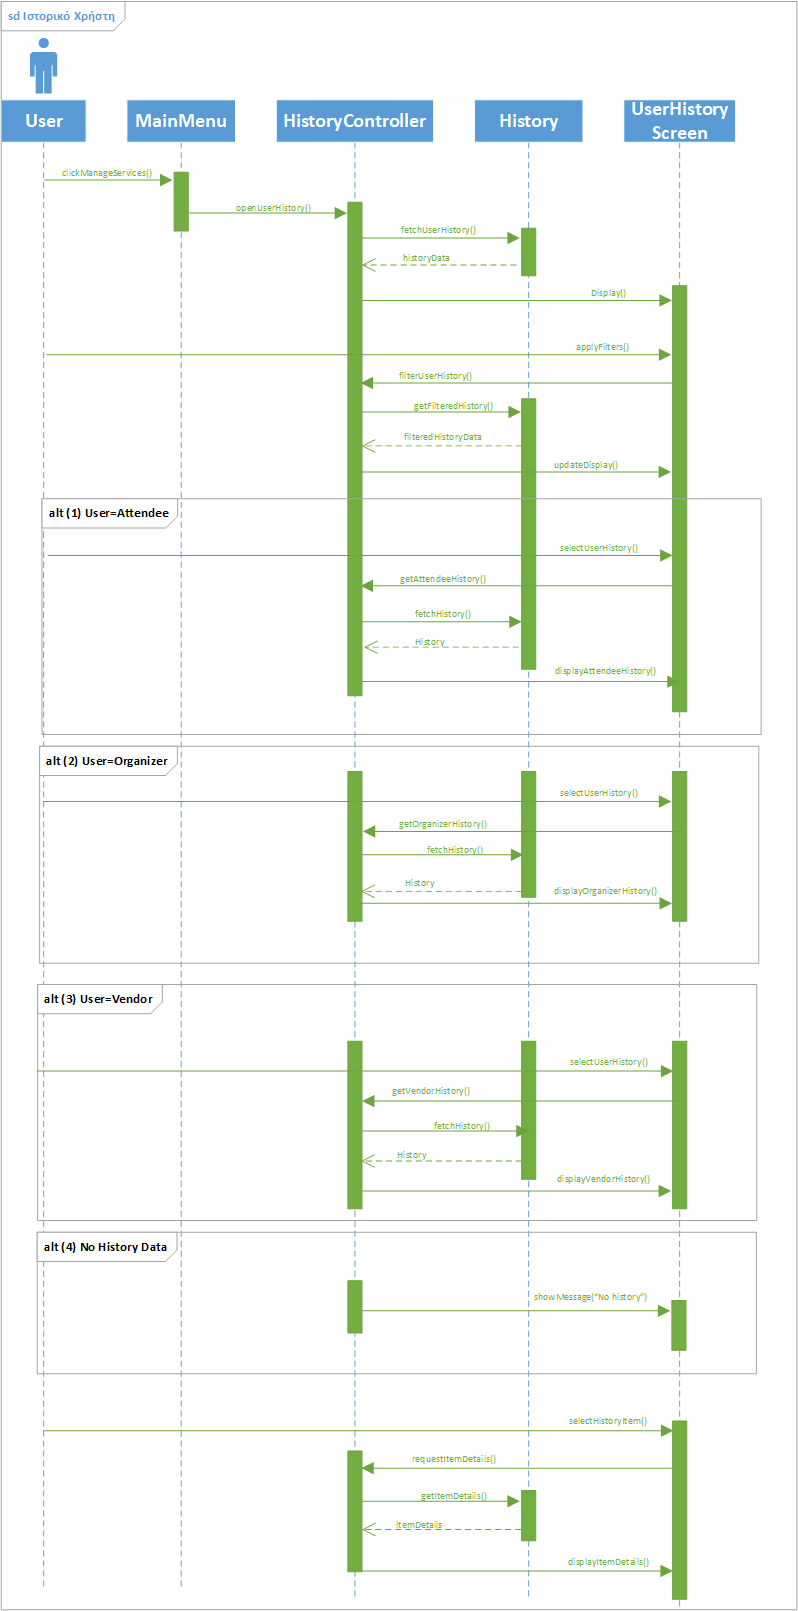 sd Ιστορικό Χρήστη
User
MainMenu
HistoryController
History
UserHistory
Screen
clickManageServices()
openUserHistory()
fetchUserHistory()
historyData
Display()
applyFilters()
filterUserHistory()
getFilteredHistory()
filteredHistoryData
updateDisplay()
alt (1) User=Attendee
selectUserHistory()
getAttendeeHistory()
fetchHistory()
History
displayAttendeeHistory()
alt (2) User=Organizer
selectUserHistory()
getOrganizerHistory()
fetchHistory()
History
displayOrganizerHistory()
alt (3) User=Vendor
selectUserHistory()
getVendorHistory()
fetchHistory()
History
displayVendorHistory()
alt (4) No History Data
showMessage(“No history”)
selectHistoryItem()
requestItemDetails()
getItemDetails()
itemDetails
displayItemDetails()